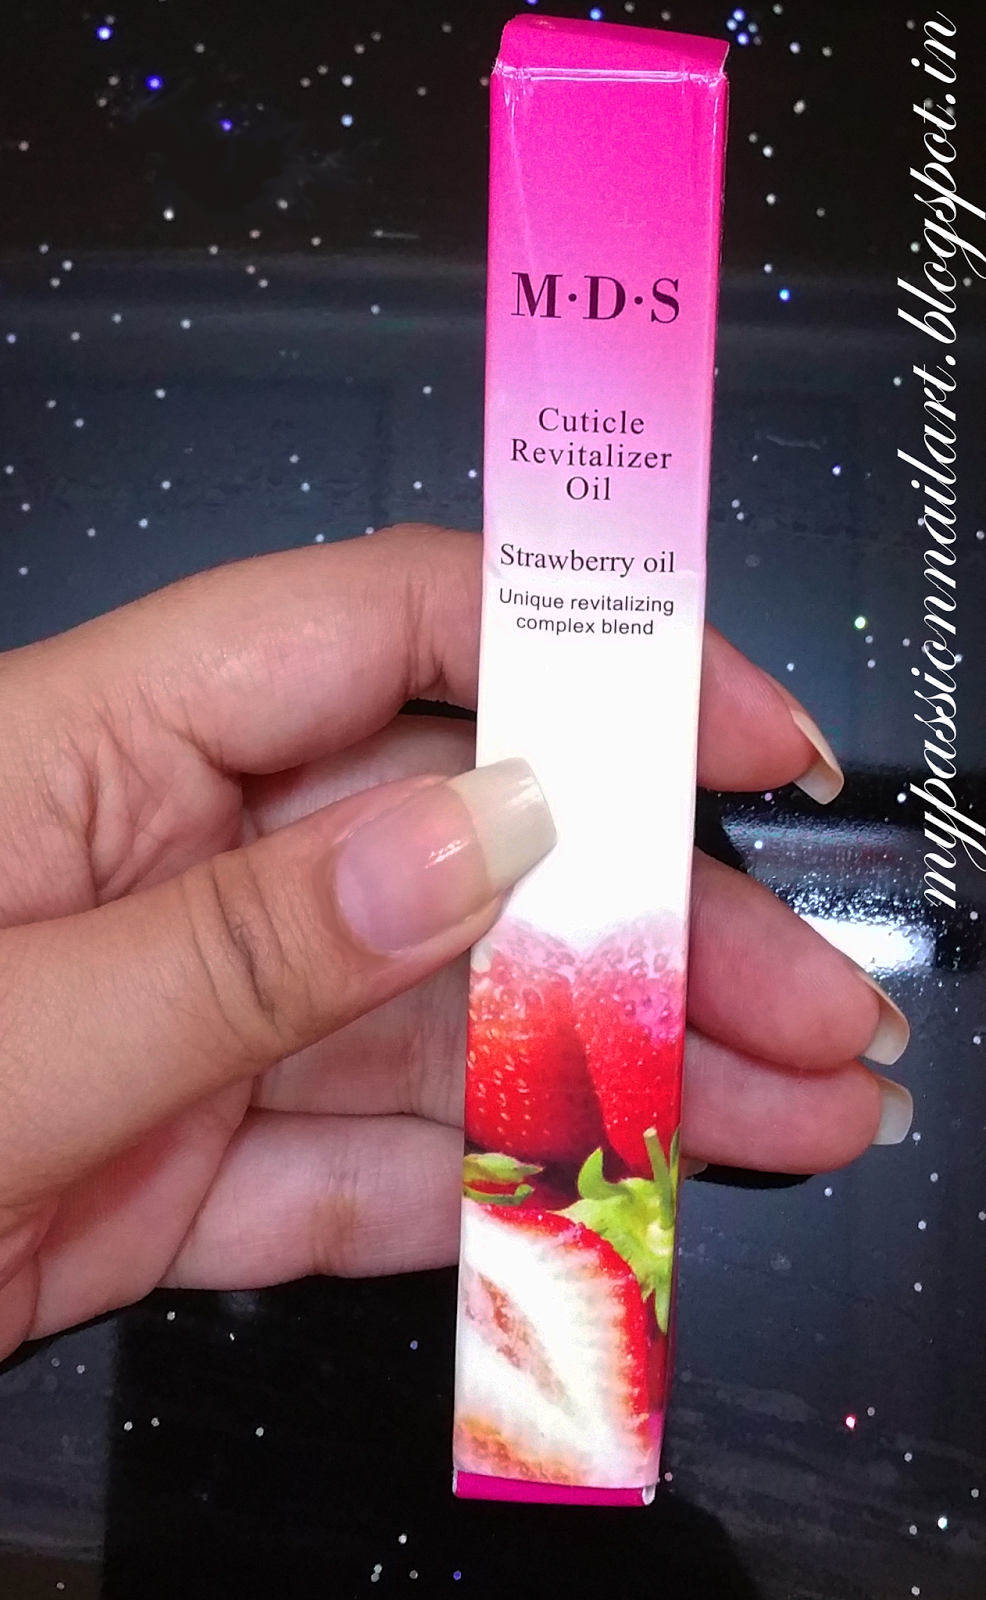 M·D·S
Cuticle
Revitalizer
Oil
Strawberry oil
Unique revitalizing
complex blend
mypassionnailart.blogspot.in